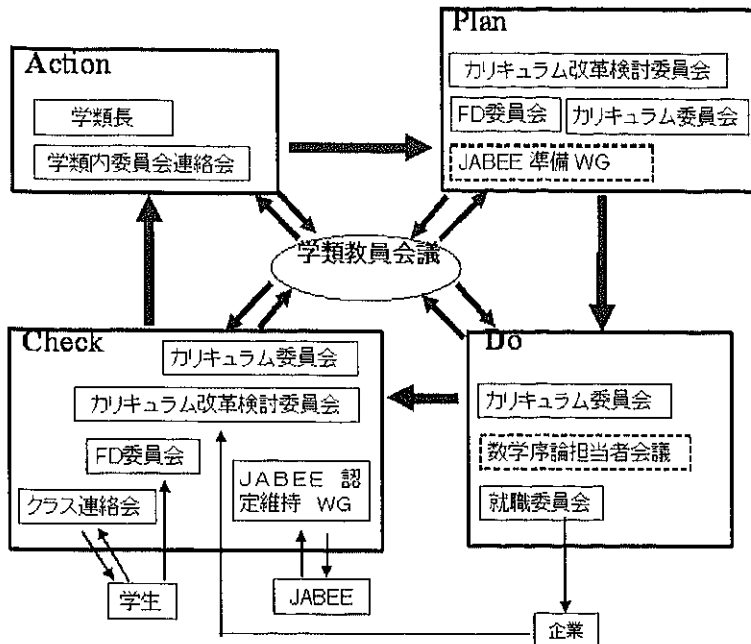 Action
学類長
学類内委員会連絡会
Plan
カリキュラム改革検討委員会
FD委員会
カリキュラム委員会
JABEE 準備 WG
学類教員会議
Check
カリキュラム委員会
カリキュラム改革検討委員会
FD委員会
JABEE 認
定維持 WG
クラス連絡会
学生
JABEE
Do
カリキュラム委員会
数学序論担当者会議
就職委員会
企業